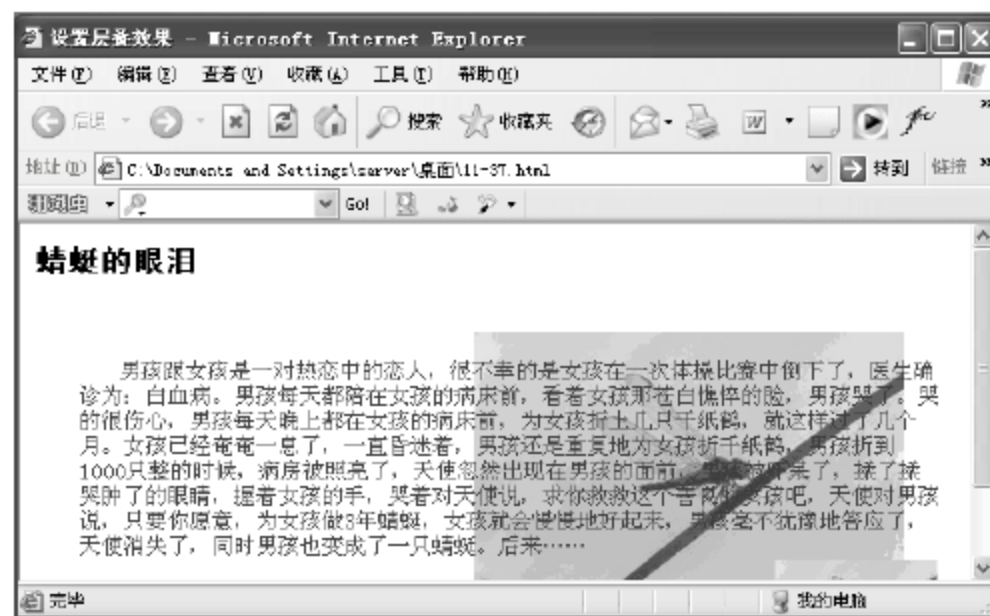 设置层叠效果 - Microsoft Internet Explorer
文件(F) 编辑(E) 查看(V) 收藏(A) 工具(T) 帮助(H)
后退 搜索 收藏夹
地址(D) C:\Documents and Settings\server\桌面\11-37.html 转到 链接
Go!
蜻蜓的眼泪
男孩跟女孩是一对热恋中的恋人，很不幸的是女孩在一次体操比赛中倒下了，医生确
诊为：白血病。男孩每天都陪在女孩的病床前，看着女孩那苍白憔悴的脸，男孩哭了。哭
的很伤心，男孩每天晚上都在女孩的病床前，为女孩折上几只千纸鹤，就这样过了几个
月。女孩已经奄奄一息了，一直昏迷着，男孩还是重复地为女孩折千纸鹤，男孩折到
1000只整的时候，病房被照亮了，天使忽然出现在男孩的面前，男孩被吓呆了，揉了揉
哭肿了的眼睛，握着女孩的手，哭着对天使说，求你救救这个善良的女孩吧，天使对男孩
说，只要你愿意，为女孩做3年蜻蜓，女孩就会慢慢地好起来，男孩毫不犹豫地答应了，
天使消失了，同时男孩也变成了一只蜻蜓。后来……
完毕 我的电脑